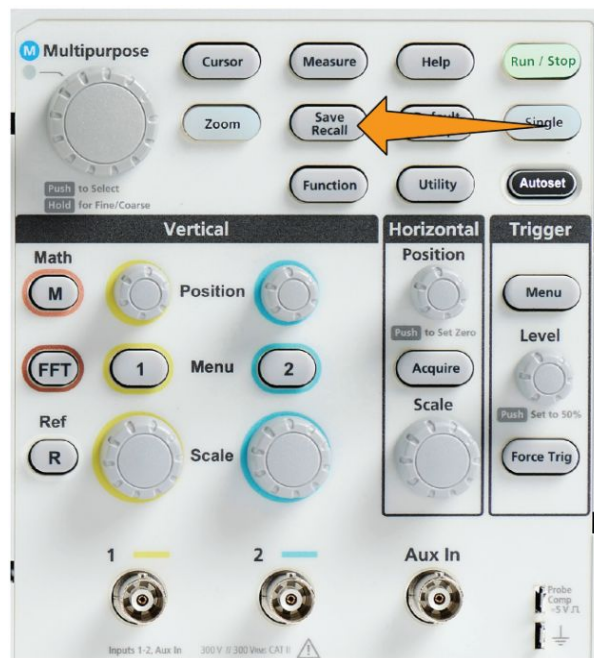 M Multipurpose
Cursor
Measure
Help
Run / Stop
Zoom
Save
Recall
Single
Push to Select
Hold for Fine/Coarse
Function
Utility
Autoset
Vertical
Horizontal
Trigger
Math
M
Position
Position
Push to Set Zero
Menu
Level
FFT
1
Menu
2
Acquire
Push Set to 50%
Ref
R
Scale
Scale
Force Trig
1
2
Aux In
Probe
Comp
~5 V
Inputs 1-2, Aux In
CAT II